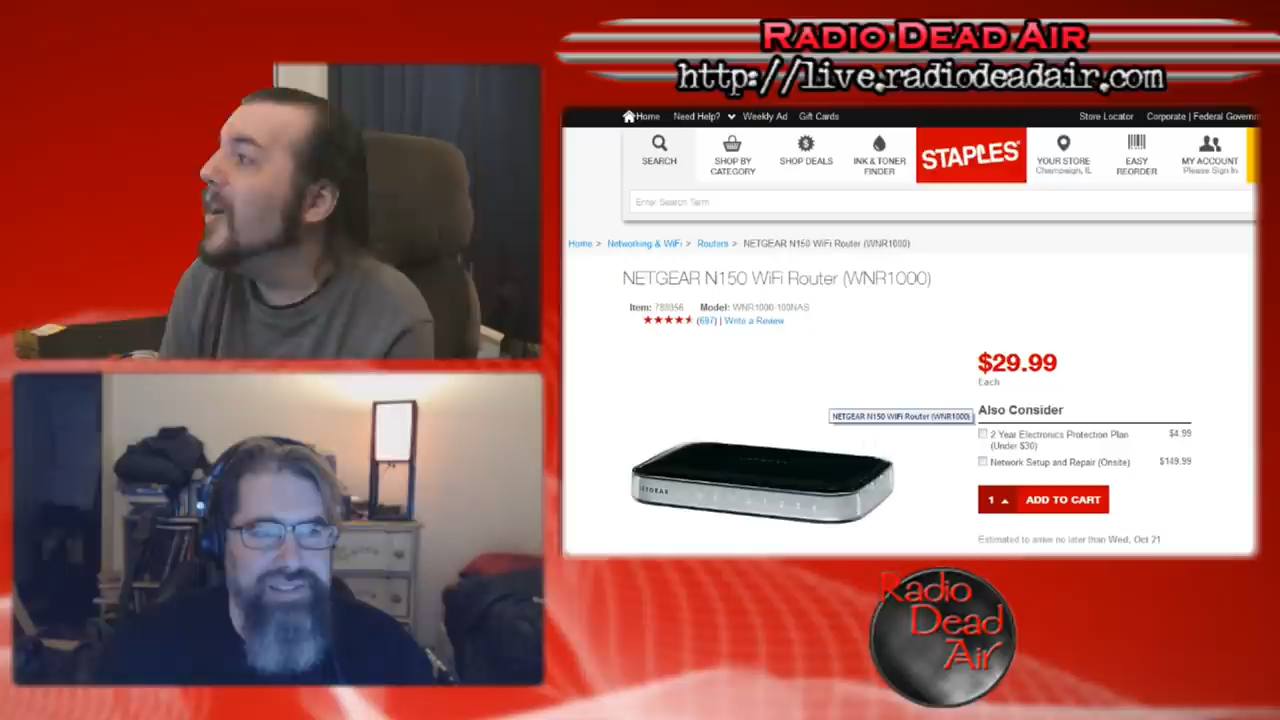 RADIO DEAD AIR
http://live.radiodeadair.com
Home Need Help? Weekly Ad Gift Cards Store Locator Corporate | Federal Governm
SEARCH
SHOP BY CATEGORY
SHOP DEALS
INK & TONER FINDER
STAPLES
YOUR STORE
Champaign, IL
EASY REORDER
MY ACCOUNT
Please Sign In
Enter Search Term
Home > Networking & WiFi > Routers > NETGEAR N150 WiFi Router (WNR1000)
NETGEAR N150 WiFi Router (WNR1000)
Item: 788056 Model: WNR1000-100NAS
(697) | Write a Review
$29.99
Each
NETGEAR N150 WiFi Router (WNR1000)
Also Consider
2 Year Electronics Protection Plan $4.99
(Under $30)
Network Setup and Repair (Onsite) $149.99
NETGEAR
1 ADD TO CART
Estimated to arrive no later than Wed, Oct 21
Radio
Dead
Air